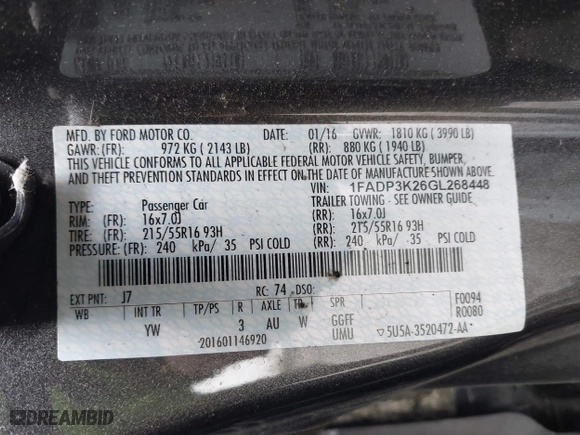 MFD. BY FORD MOTOR CO. DATE: 01/16 GVWR: 1810 KG ( 3990 LB)
GAWR: (FR): 972 KG ( 2143 LB) (RR): 880 KG ( 1940 LB)
THIS VEHICLE CONFORMS TO ALL APPLICABLE FEDERAL MOTOR VEHICLE SAFETY, BUMPER,
AND THEFT PREVENTION STANDARDS IN EFFECT ON THE DATE OF MANUFACTURE SHOWN ABOVE.
VIN: 1FADP3K26GL268448
TYPE: Passenger Car TRAILER TOWING - SEE OWNER GUIDE
RIM: (FR): 16x7.0J (RR): 16x7.0J
TIRE: (FR): 215/55R16 93H (RR): 215/55R16 93H
PRESSURE: (FR): 240 kPa/ 35 PSI COLD (RR): 240 kPa/ 35 PSI COLD
EXT PNT: J7 RC: 74 DSO: F0094
WB INT TR TP/PS R AXLE TR SPR R0080
YW 3 AU W GGFF
UMU ▽5U5A-3520472-AA
201601146920
DREAMBID